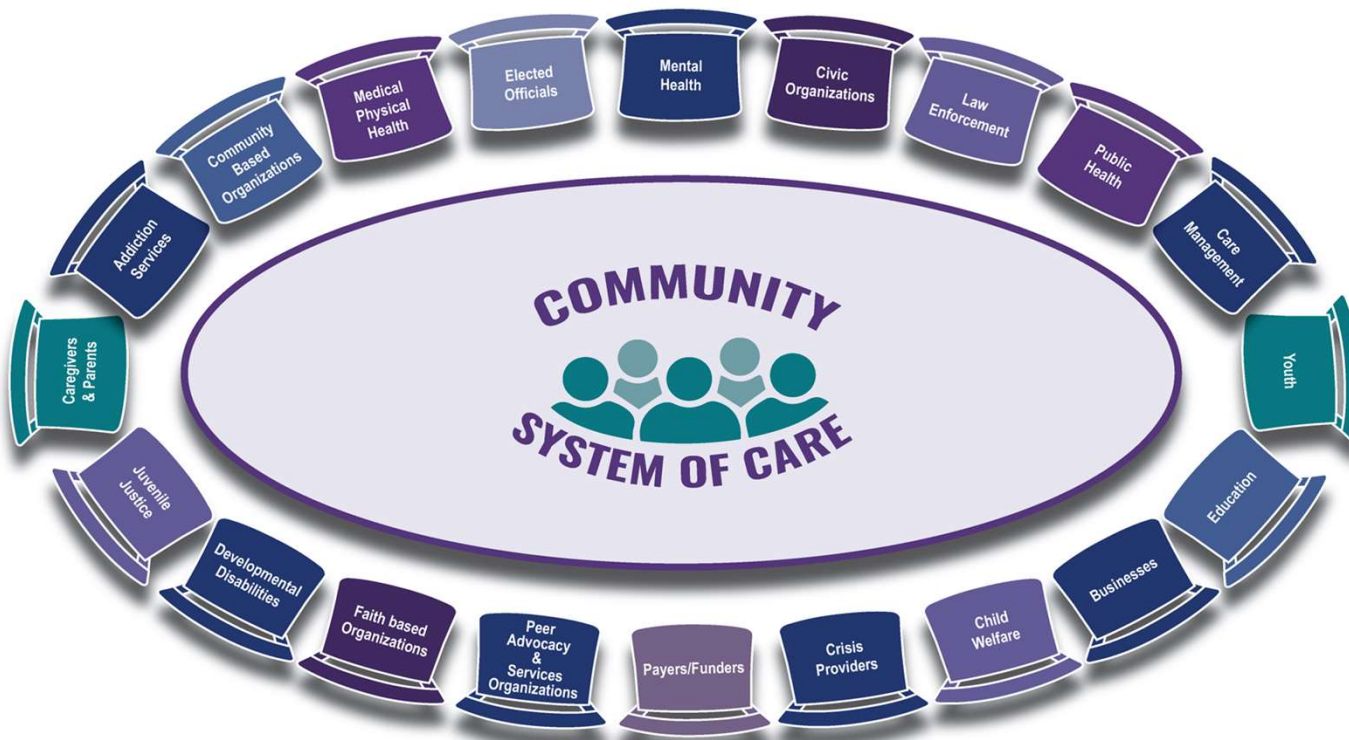 COMMUNITY
SYSTEM OF CARE
Mental
Health
Civic
Organizations
Law
Enforcement
Public
Health
Care
Management
Youth
Education
Businesses
Child
Welfare
Crisis
Providers
Payers/Funders
Peer
Advocacy
&
Services
Organizations
Faith based
Organizations
Developmental
Disabilities
Juvenile
Justice
Caregivers
& Parents
Addiction
Services
Community
Based
Organizations
Medical
Physical
Health
Elected
Officials